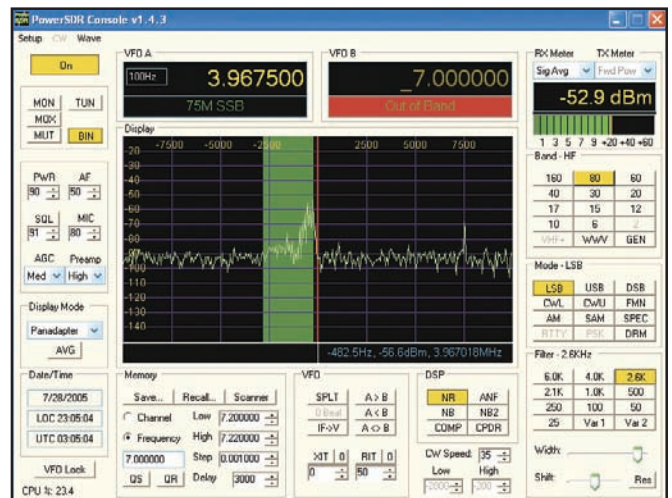 PowerSDR Console v1.4.3
Setup CW Wave
On
MON TUN
MOX
MUT BIN
PWR AF
90 50
SQL MIC
91 80
AGC Preamp
Med High
Display Mode
Panadapter
AVG
Date/Time
7/28/2005
LOC 23:05:04
UTC 03:05:04
VFO Lock
CPU %: 23.4
VFO A
100Hz 3.967500
75M SSB
VFO B
_7.000000
Out of Band
Display
-7500 -5000 -2500 2500 5000 7500
-20
-30
-40
-50
-60
-70
-80
-90
-100
-110
-120
-130
-140
-482.5Hz, -56.6dBm, 3.967018MHz
Memory
Save... Recall... Scanner
Channel Low 7.200000
Frequency High 7.220000
7.000000 Step 0.001000
QS QR Delay 3000
VFO
SPLT A > B
0 Beat A < B
IF->V A <> B
XIT 0 RIT 0
0 50
DSP
NR ANF
NB NB2
COMP CPDR
CW Speed: 35
Low High
-2800 -200
RX Meter TX Meter
Sig Avg Fwd Pow
-52.9 dBm
1 3 5 7 9 +20 +40 +60
Band - HF
160 80 60
40 30 20
17 15 12
10 6 2
VHF+ WWV GEN
Mode - LSB
LSB USB DSB
CWL CWU FMN
AM SAM SPEC
RTTY PSK DRM
Filter - 2.6KHz
6.0K 4.0K 2.6K
2.1K 1.0K 500
250 100 50
25 Var 1 Var 2
Width:
Shift: Res